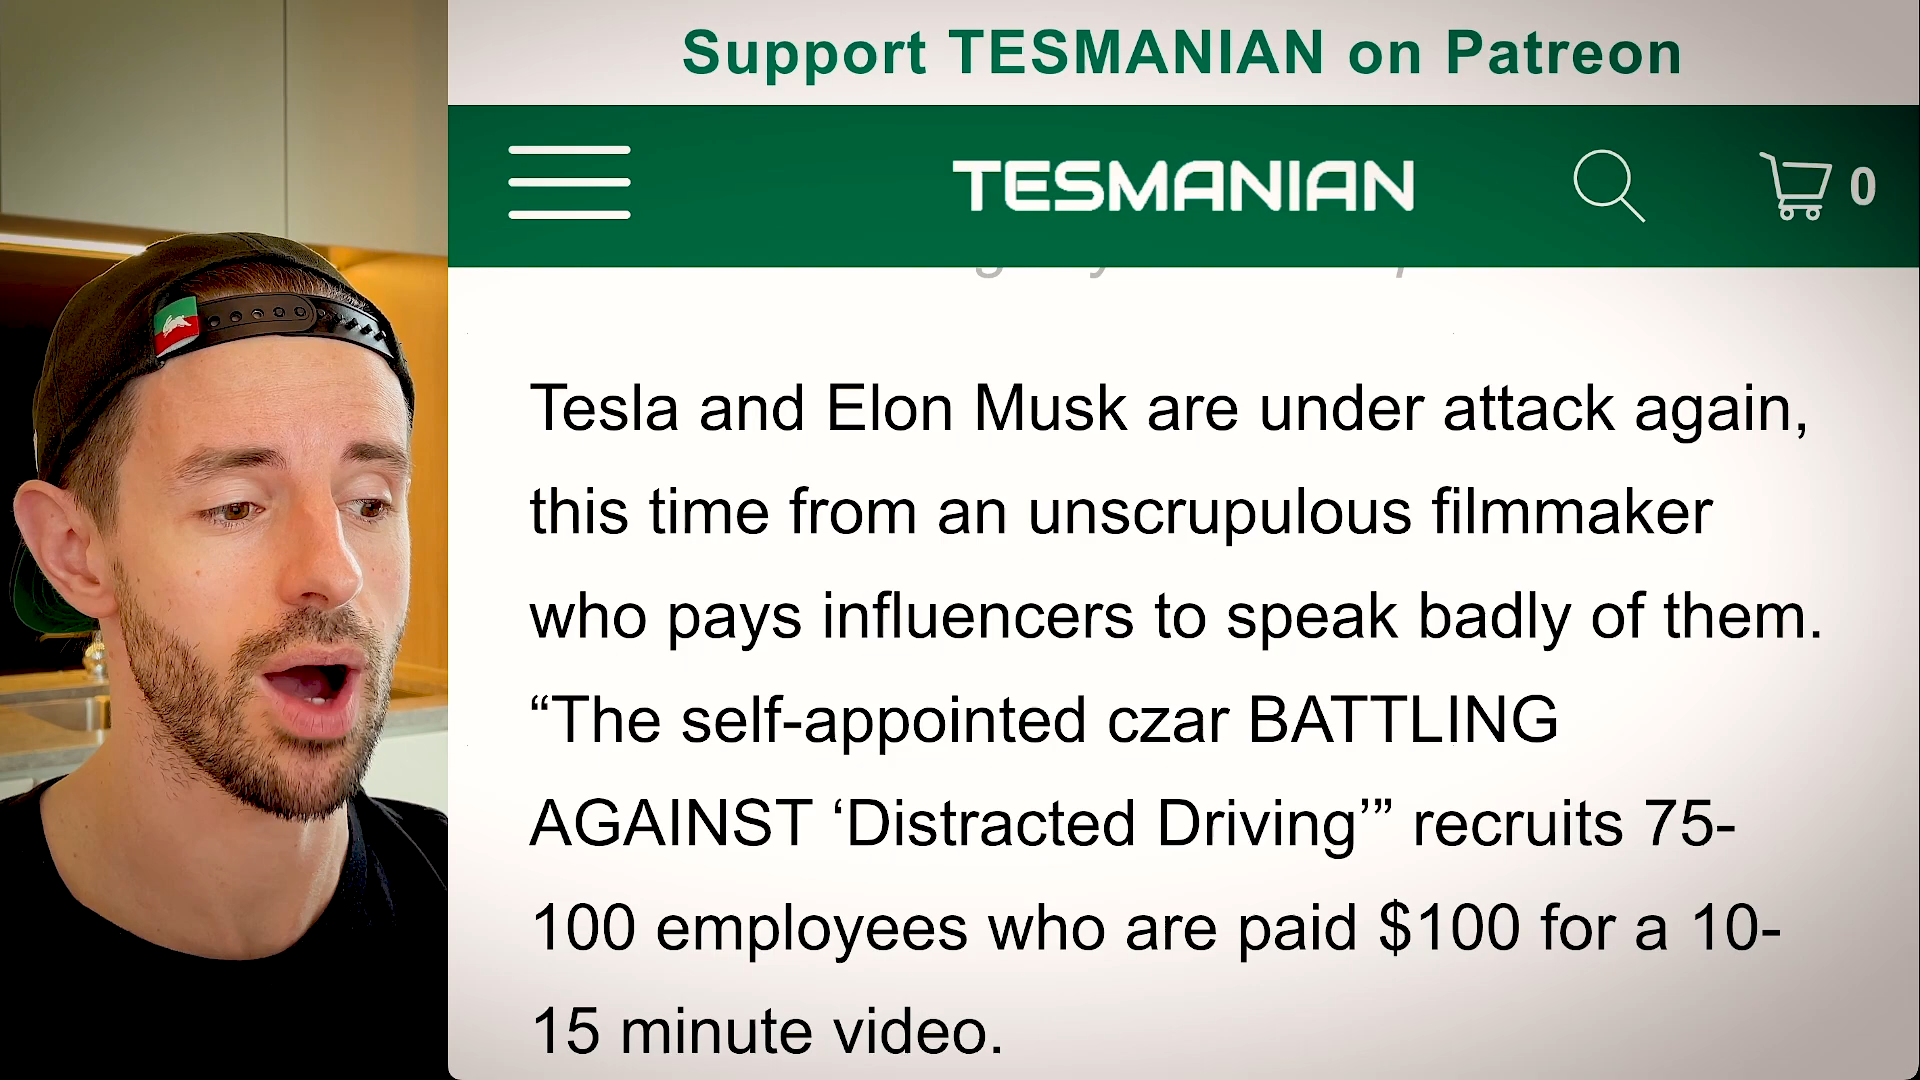 Support TESMANIAN on Patreon
TESMANIAN
0
Tesla and Elon Musk are under attack again,
this time from an unscrupulous filmmaker
who pays influencers to speak badly of them.
“The self-appointed czar BATTLING
AGAINST ‘Distracted Driving’” recruits 75-
100 employees who are paid $100 for a 10-
15 minute video.